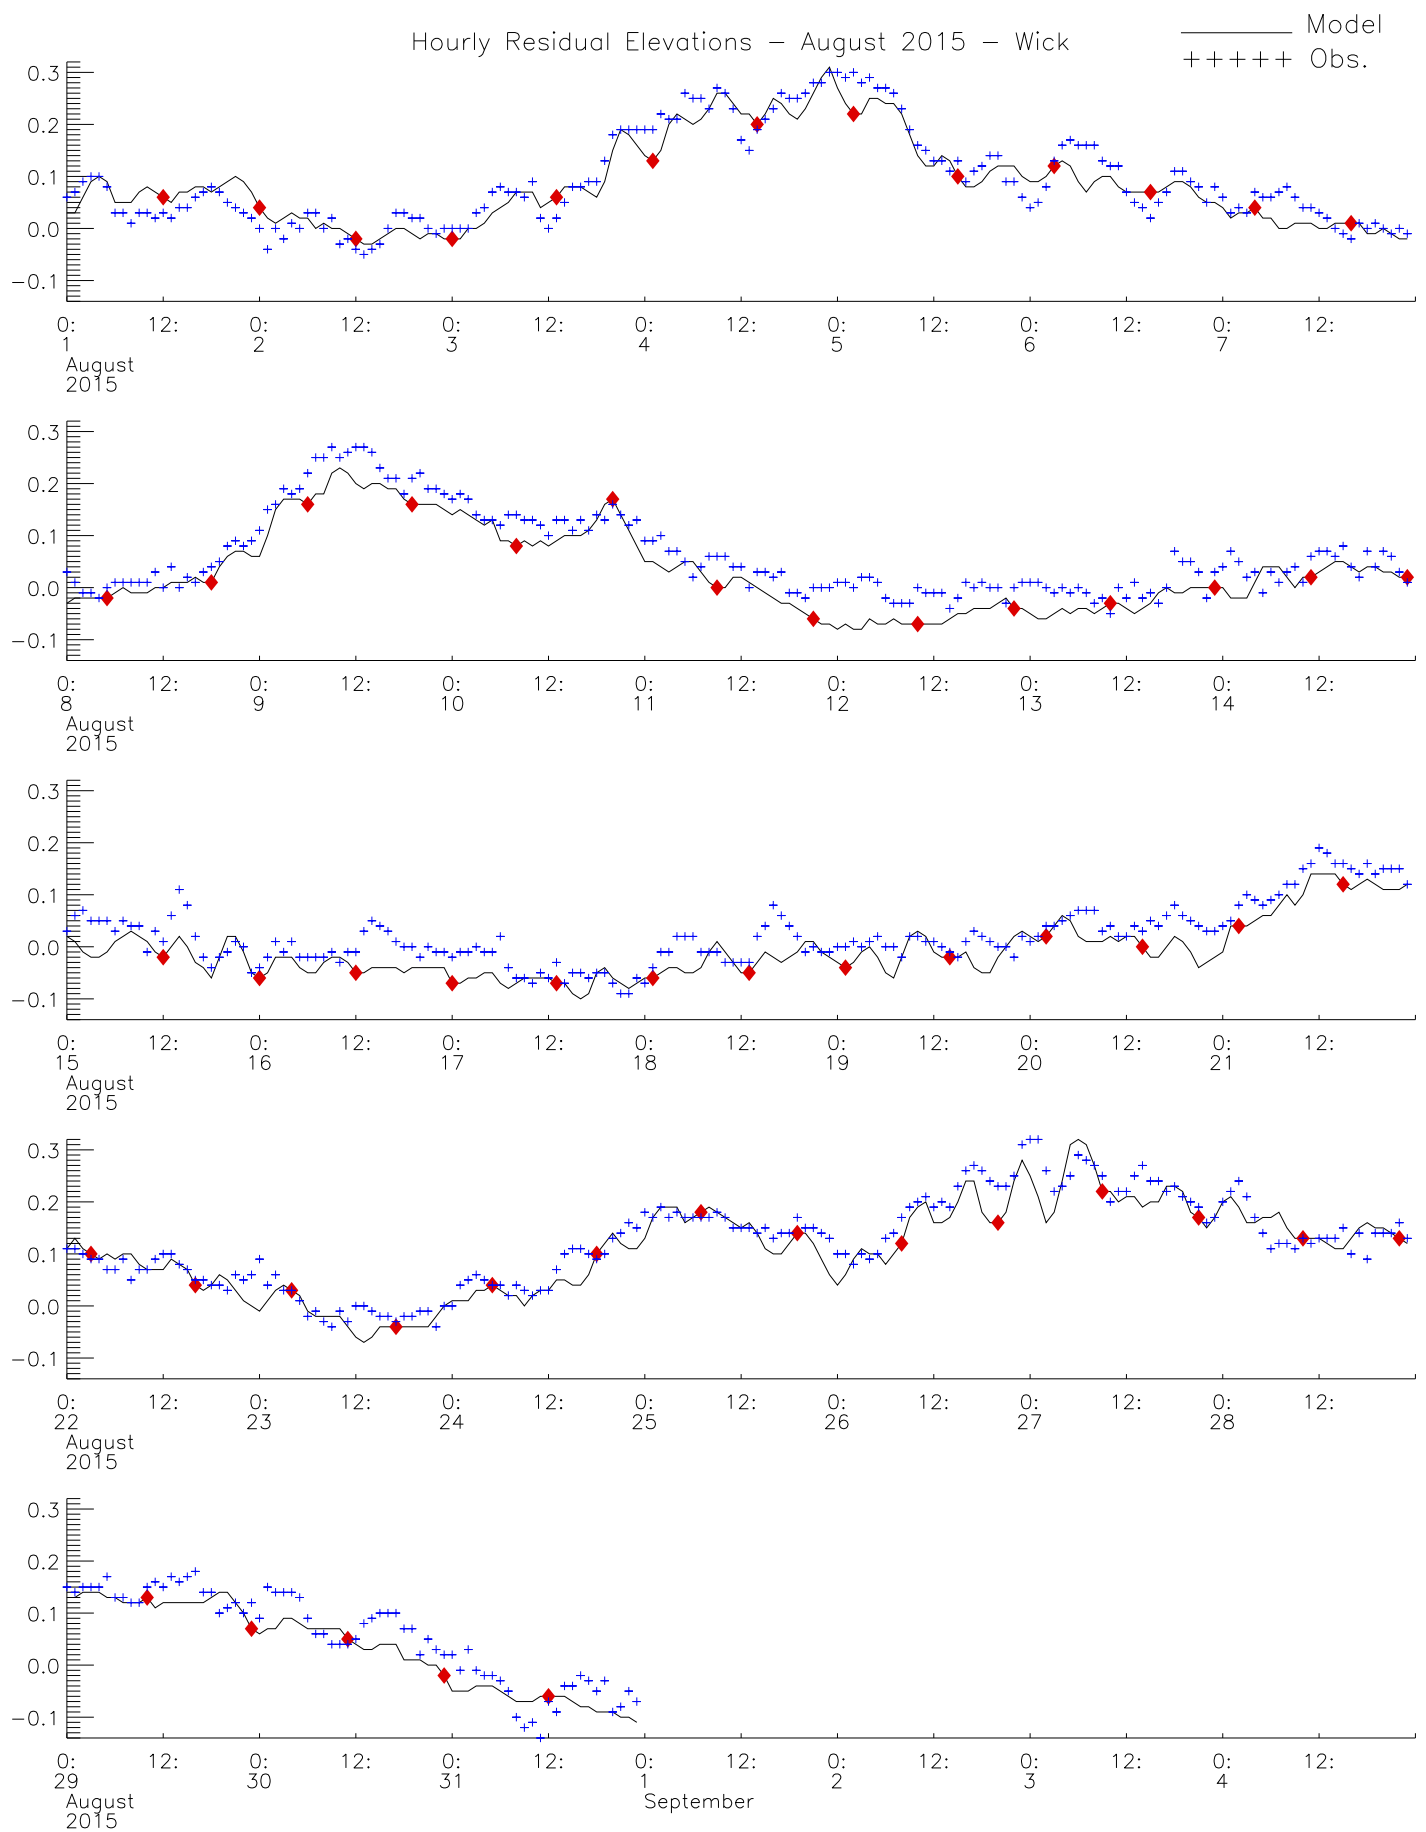 Hourly Residual Elevations – August 2015 – Wick
Model
+++++ Obs.
0.3
0.2
0.1
0.0
−0.1
0: 12: 0: 12: 0: 12: 0: 12: 0: 12: 0: 12: 0: 12:
1 2 3 4 5 6 7
August
2015
0.3
0.2
0.1
0.0
−0.1
0: 12: 0: 12: 0: 12: 0: 12: 0: 12: 0: 12: 0: 12:
8 9 10 11 12 13 14
August
2015
0.3
0.2
0.1
0.0
−0.1
0: 12: 0: 12: 0: 12: 0: 12: 0: 12: 0: 12: 0: 12:
15 16 17 18 19 20 21
August
2015
0.3
0.2
0.1
0.0
−0.1
0: 12: 0: 12: 0: 12: 0: 12: 0: 12: 0: 12: 0: 12:
22 23 24 25 26 27 28
August
2015
0.3
0.2
0.1
0.0
−0.1
0: 12: 0: 12: 0: 12: 0: 12: 0: 12: 0: 12: 0: 12:
29 30 31 1 2 3 4
August September
2015